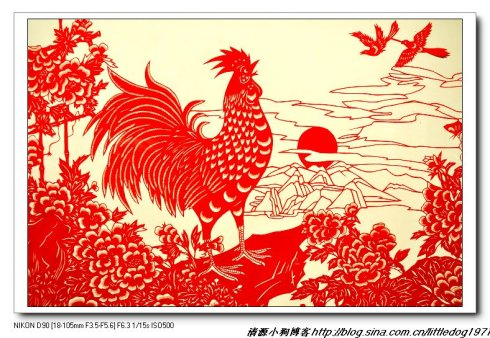 NIKON D90 [18-105mm F3.5-F5.6] F6.3 1/15s ISO500
清源小狗博客http://blog.sina.com.cn/littledog1971